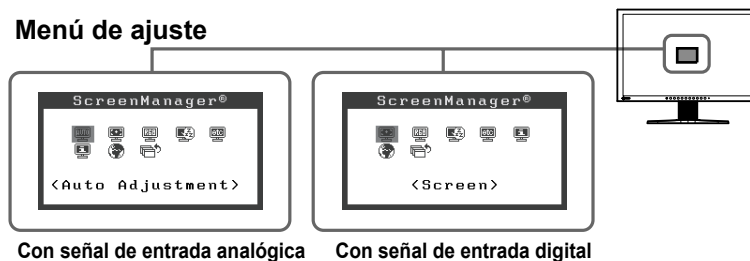 Menú de ajuste
ScreenManager®
<Auto Adjustment>
Con señal de entrada analógica
ScreenManager®
<Screen>
Con señal de entrada digital